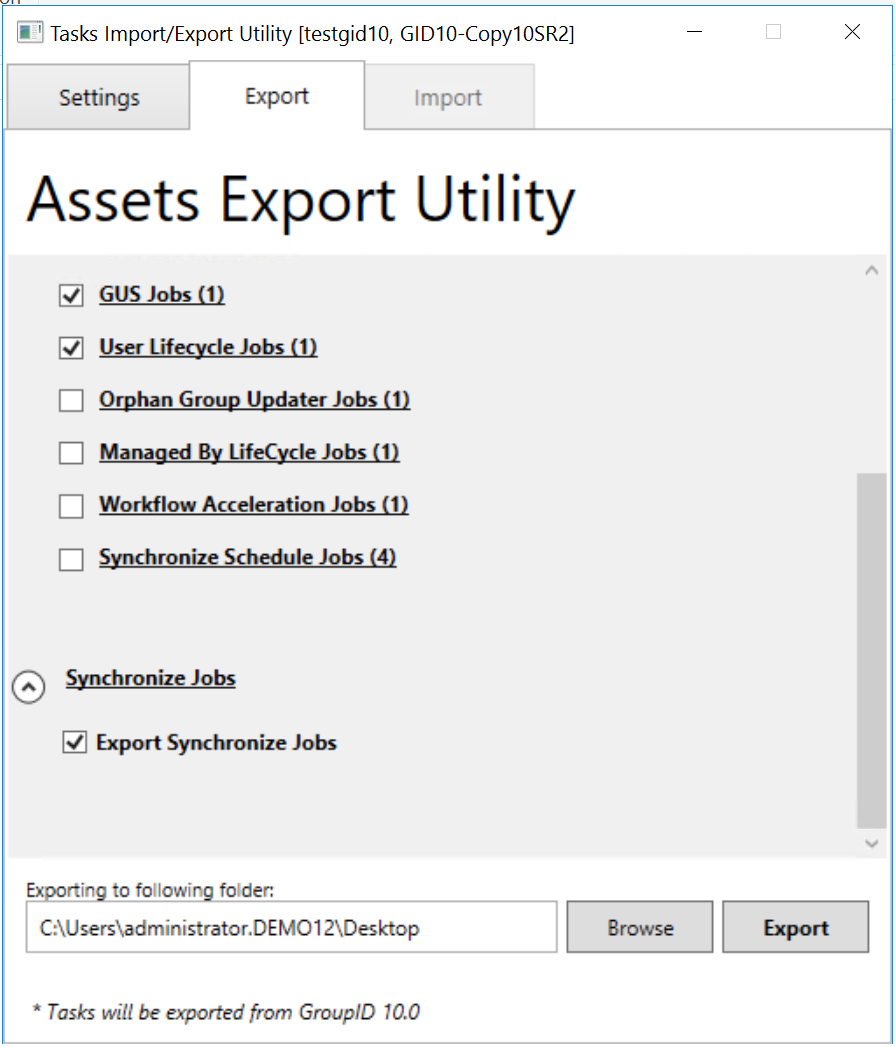 Tasks Import/Export Utility [testgid10, GID10-Copy10SR2]
Settings
Export
Import
Assets Export Utility
GUS Jobs (1)
User Lifecycle Jobs (1)
Orphan Group Updater Jobs (1)
Managed By LifeCycle Jobs (1)
Workflow Acceleration Jobs (1)
Synchronize Schedule Jobs (4)
Synchronize Jobs
Export Synchronize Jobs
Exporting to following folder:
C:\Users\administrator.DEMO12\Desktop
Browse
Export
* Tasks will be exported from GroupID 10.0